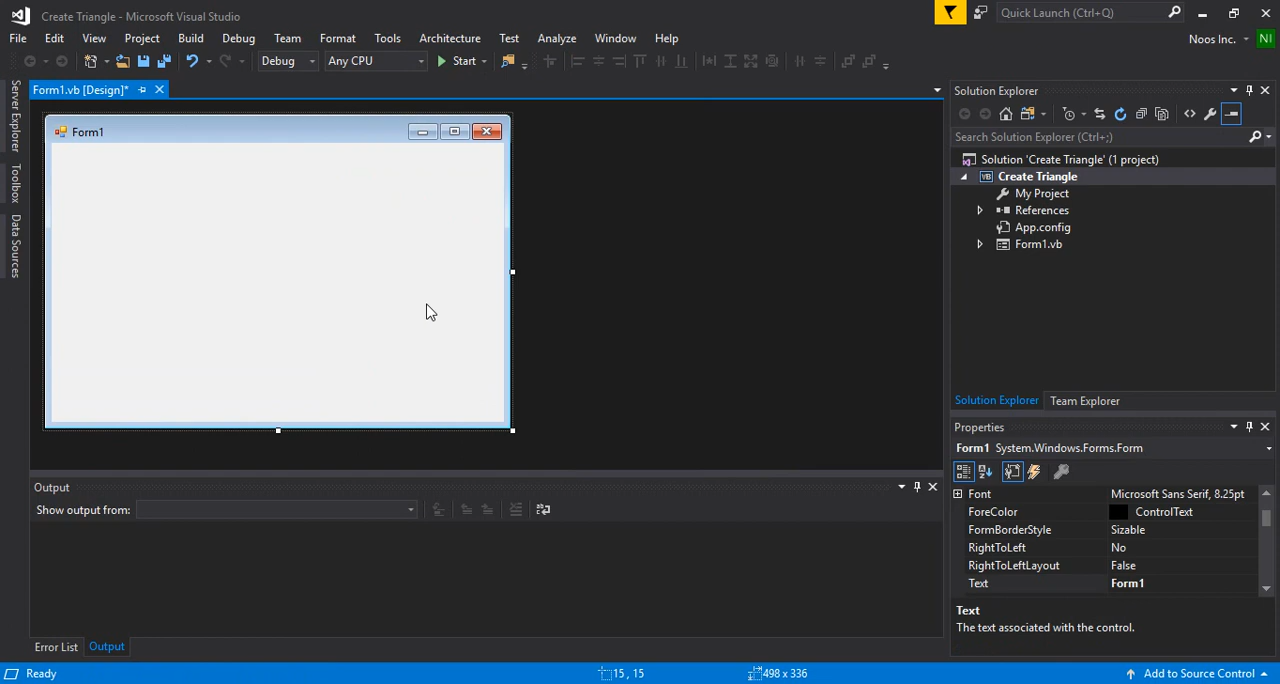 Create Triangle - Microsoft Visual Studio
Quick Launch (Ctrl+Q)
File Edit View Project Build Debug Team Format Tools Architecture Test Analyze Window Help
Noos Inc. NI
Debug Any CPU Start
Form1.vb [Design]*
Server Explorer
Toolbox
Data Sources
Form1
Solution Explorer
Search Solution Explorer (Ctrl+;)
Solution 'Create Triangle' (1 project)
VB Create Triangle
My Project
References
App.config
Form1.vb
Solution Explorer Team Explorer
Properties
Form1 System.Windows.Forms.Form
Font Microsoft Sans Serif, 8.25pt
ForeColor ControlText
FormBorderStyle Sizable
RightToLeft No
RightToLeftLayout False
Text Form1
Text
The text associated with the control.
Output
Show output from:
Error List Output
Ready 15 , 15 498 x 336 Add to Source Control